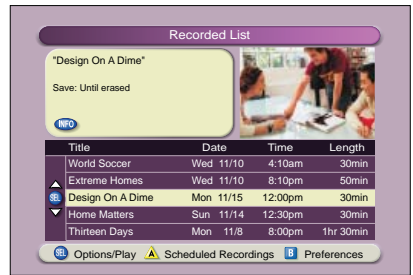 Recorded List
"Design On A Dime"
Save: Until erased
INFO
Title Date Time Length
World Soccer Wed 11/10 4:10am 30min
Extreme Homes Wed 11/10 8:10pm 50min
SEL Design On A Dime Mon 11/15 12:00pm 30min
Home Matters Sun 11/14 12:30pm 30min
Thirteen Days Mon 11/8 8:00pm 1hr 30min
SEL Options/Play A Scheduled Recordings B Preferences